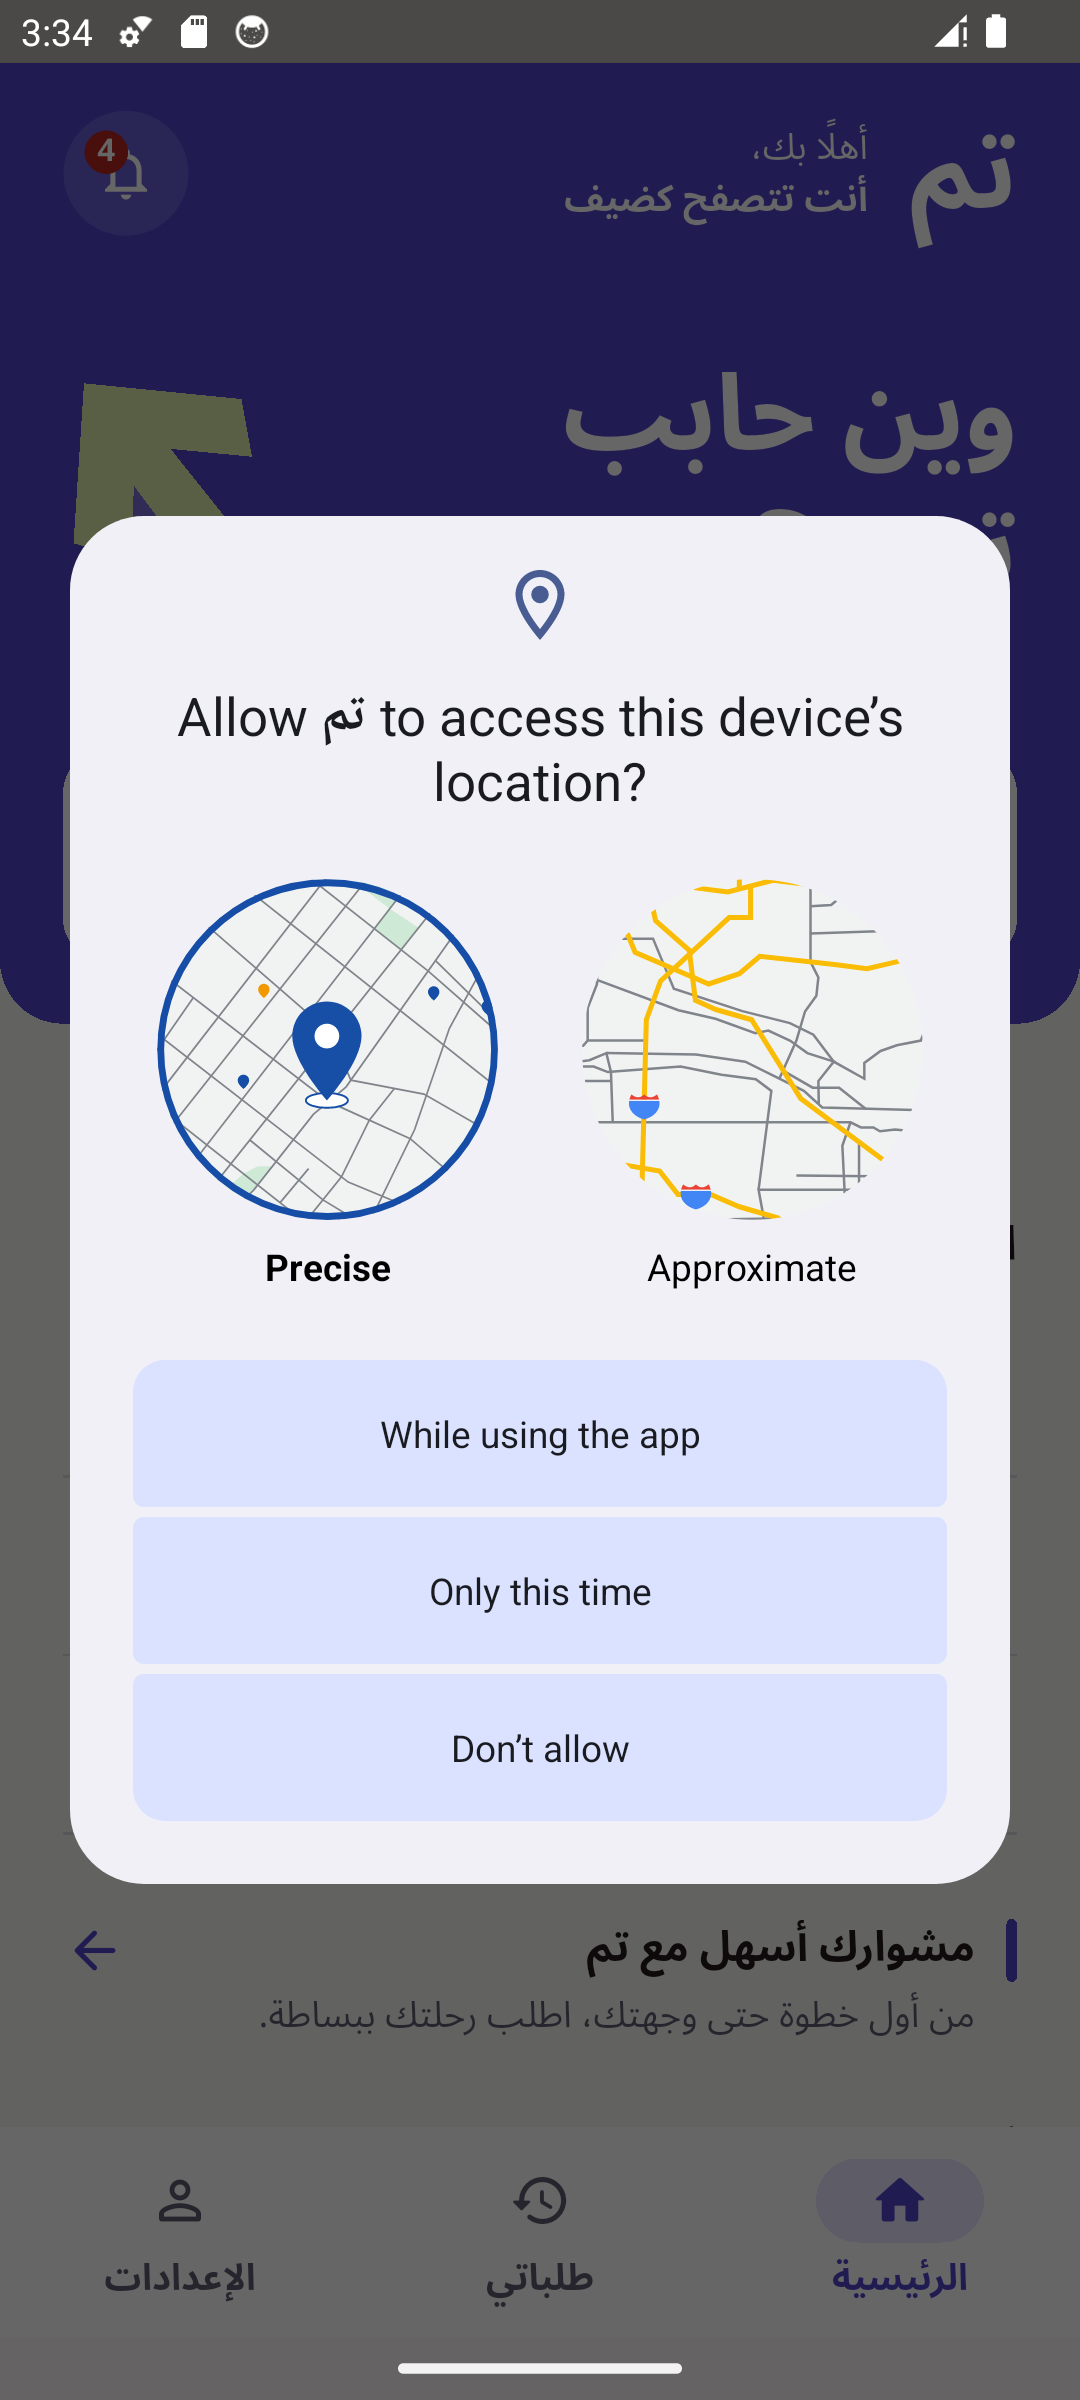 3:34
4
أهلًا بك،
أنت تتصفح كضيف
تم
وين حابب
Allow تم to access this device’s
location?
Precise
Approximate
While using the app
Only this time
Don’t allow
مشوارك أسهل مع تم
من أول خطوة حتى وجهتك، اطلب رحلتك ببساطة.
الرئيسية
طلباتي
الإعدادات